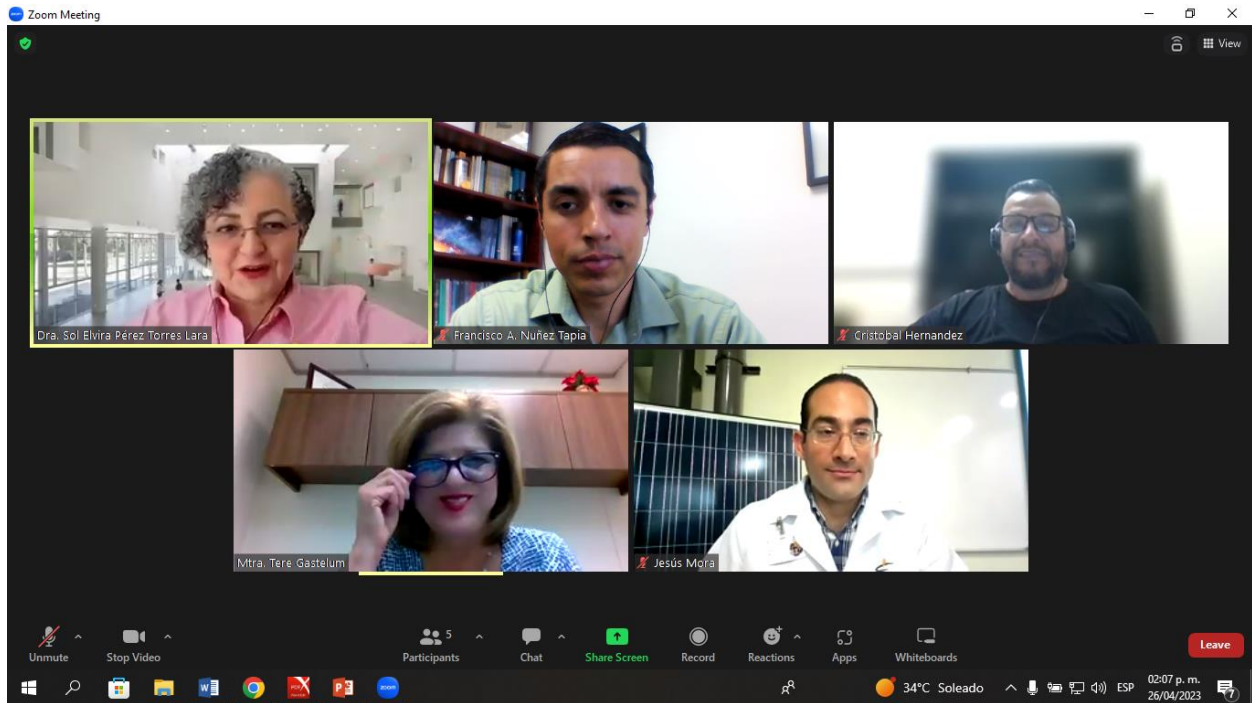 Zoom Meeting
View
Dra. Sol Elvira Pérez Torres Lara
Francisco A. Nuñez Tapia
Cristobal Hernandez
Mtra. Tere Gastelum
Jesús Mora
Unmute
Stop Video
5
Participants
Chat
Share Screen
Record
Reactions
Apps
Whiteboards
Leave
34°C Soleado
ESP
02:07 p. m.
26/04/2023
7